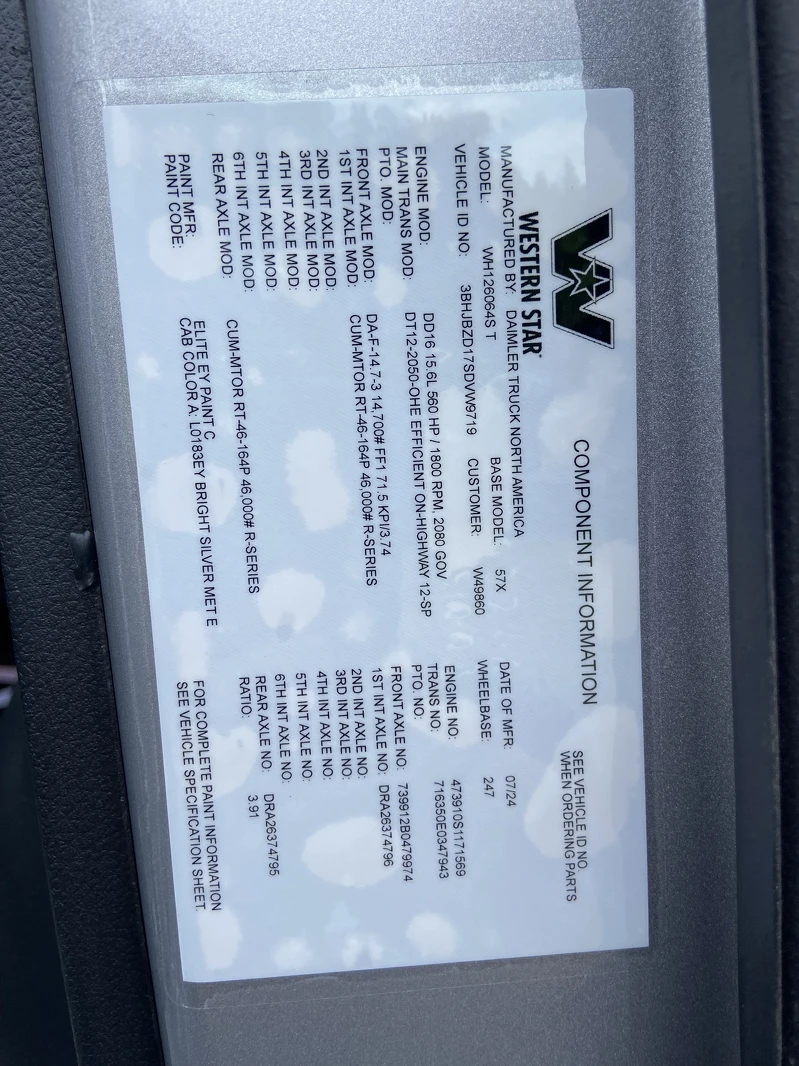 WESTERN STAR
COMPONENT INFORMATION
SEE VEHICLE ID NO.
WHEN ORDERING PARTS
MANUFACTURED BY: DAIMLER TRUCK NORTH AMERICA
MODEL: WH126064S T BASE MODEL: 57X DATE OF MFR: 07/24
VEHICLE ID NO: 3BHJBZD17SDVW9719 CUSTOMER: W49860 WHEELBASE: 247
ENGINE MOD: DD16 15.6L 560 HP / 1800 RPM, 2080 GOV ENGINE NO: 473910S1171569
MAIN TRANS MOD: DT12-2050-OHE EFFICIENT ON-HIGHWAY 12-SP TRANS NO: 716350E0347943
PTO. MOD: PTO. NO:
FRONT AXLE MOD: DA-F-14.7-3 14,700# FF1 71.5 KPI/3.74 FRONT AXLE NO: 739912B0479974
1ST INT AXLE MOD: CUM-MTOR RT-46-164P 46,000# R-SERIES 1ST INT AXLE NO: DRA26374796
2ND INT AXLE MOD: 2ND INT AXLE NO:
3RD INT AXLE MOD: 3RD INT AXLE NO:
4TH INT AXLE MOD: 4TH INT AXLE NO:
5TH INT AXLE MOD: 5TH INT AXLE NO:
6TH INT AXLE MOD: 6TH INT AXLE NO:
REAR AXLE MOD: CUM-MTOR RT-46-164P 46,000# R-SERIES REAR AXLE NO: DRA26374795
RATIO: 3.91
PAINT MFR: ELITE EY PAINT C
PAINT CODE: CAB COLOR A: L0183EY BRIGHT SILVER MET E
FOR COMPLETE PAINT INFORMATION
SEE VEHICLE SPECIFICATION SHEET.